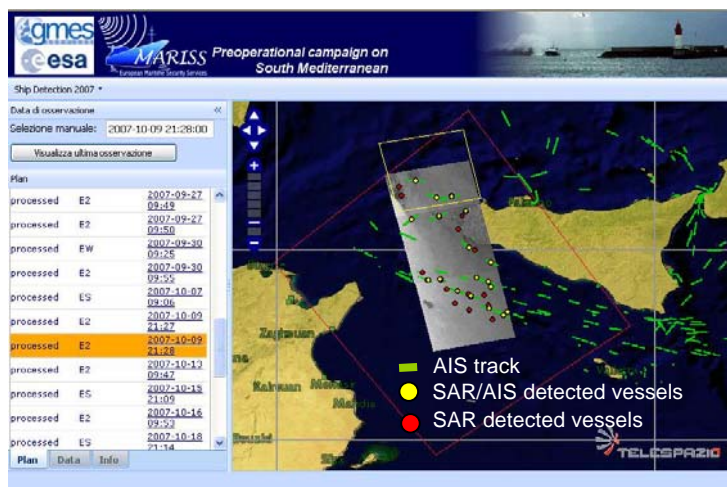 gmes
esa
MARISS
European Maritime Security Services
Preoperational campaign on
South Mediterranean
Ship Detection 2007
Data di osservazione «
Selezione manuale: 2007-10-09 21:28:00
Visualizza ultima osservazione
Plan
processed E2 2007-09-27 09:49
processed E2 2007-09-27 09:50
processed EW 2007-09-30 09:25
processed E2 2007-09-30 09:55
processed ES 2007-10-07 09:06
processed E2 2007-10-09 21:27
processed E2 2007-10-09 21:28
processed E2 2007-10-13 09:47
processed ES 2007-10-15 21:09
processed E2 2007-10-16 09:53
processed ES 2007-10-18 21:14
Plan Data Info
Kairouan
Mahdia
AIS track
SAR/AIS detected vessels
SAR detected vessels
TELESPAZIO